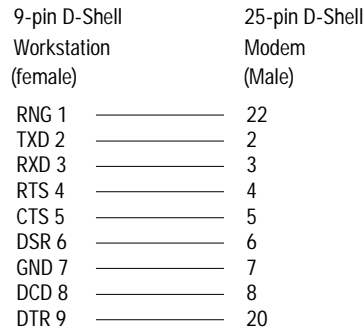 9-pin D-Shell 25-pin D-Shell
Workstation Modem
(female) (Male)
RNG 1 22
TXD 2 2
RXD 3 3
RTS 4 4
CTS 5 5
DSR 6 6
GND 7 7
DCD 8 8
DTR 9 20